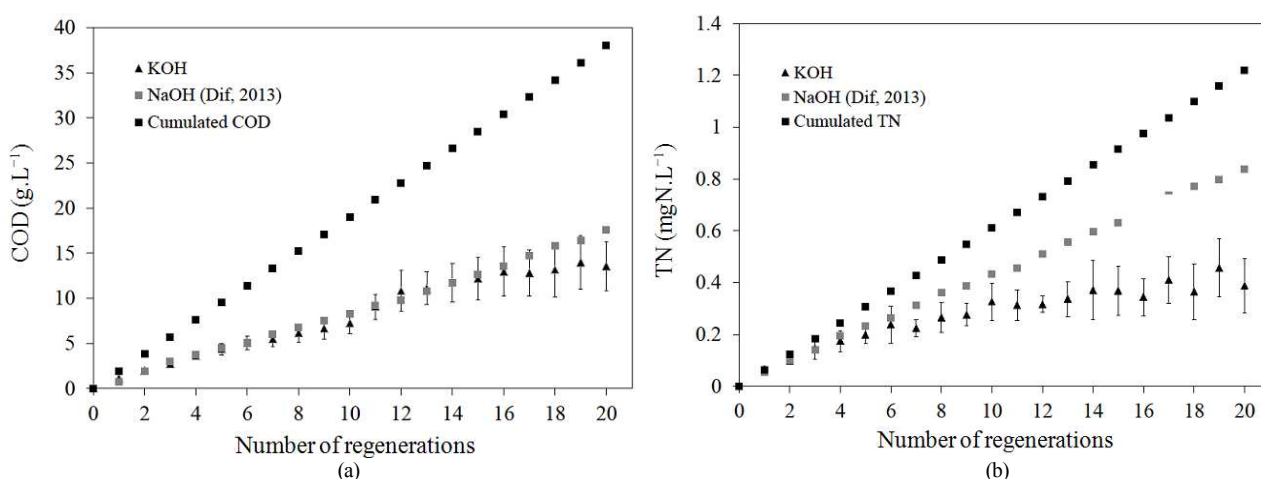 40
35
30
25
20
15
10
5
0
COD (g.L⁻¹)
KOH
NaOH (Dif, 2013)
Cumulated COD
0 2 4 6 8 10 12 14 16 18 20
Number of regenerations
(a)
1.4
1.2
1
0.8
0.6
0.4
0.2
0
TN (mgN.L⁻¹)
KOH
NaOH (Dif, 2013)
Cumulated TN
0 2 4 6 8 10 12 14 16 18 20
Number of regenerations
(b)